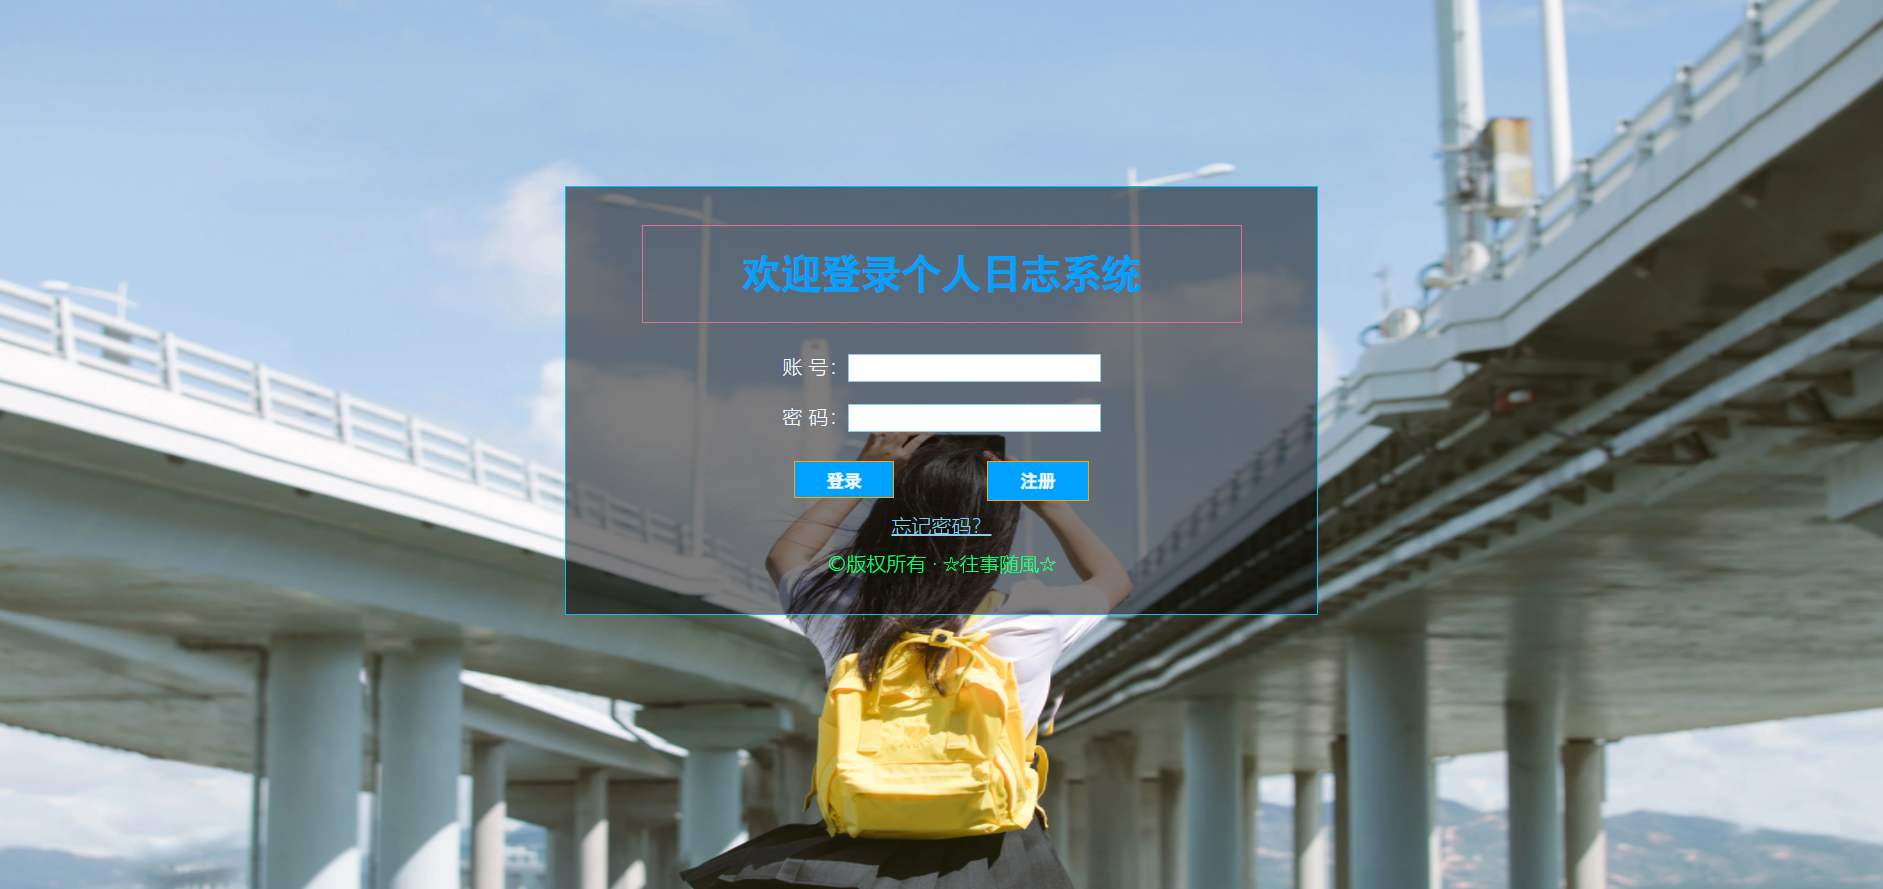 欢迎登录个人日志系统
账 号：
密 码：
登录 注册
忘记密码？
©版权所有 · ☆往事随風☆